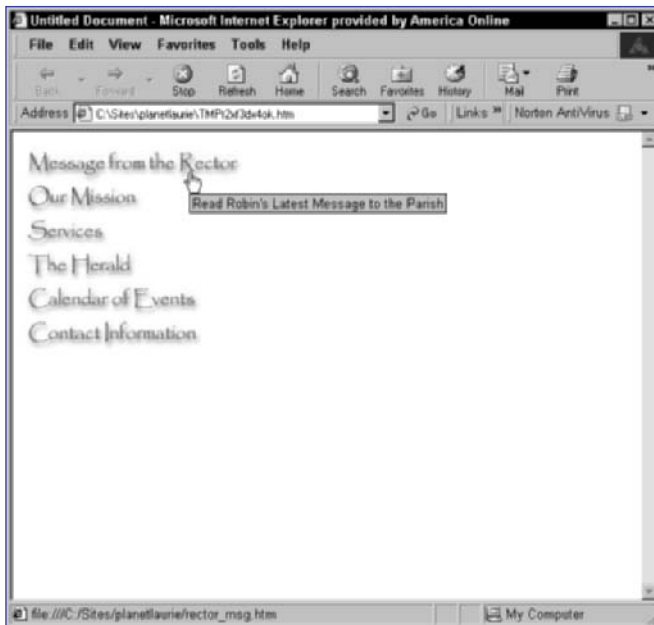 Untitled Document - Microsoft Internet Explorer provided by America Online
File Edit View Favorites Tools Help
Back Forward Stop Refresh Home Search Favorites History Mail Print
Address C:\Sites\planetlaurie\TMPr2xf3dx4ok.htm Go Links » Norton AntiVirus
Message from the Rector
Our Mission
Read Robin's Latest Message to the Parish
Services
The Herald
Calendar of Events
Contact Information
file:///C:/Sites/planetlaurie/rector_msg.htm My Computer